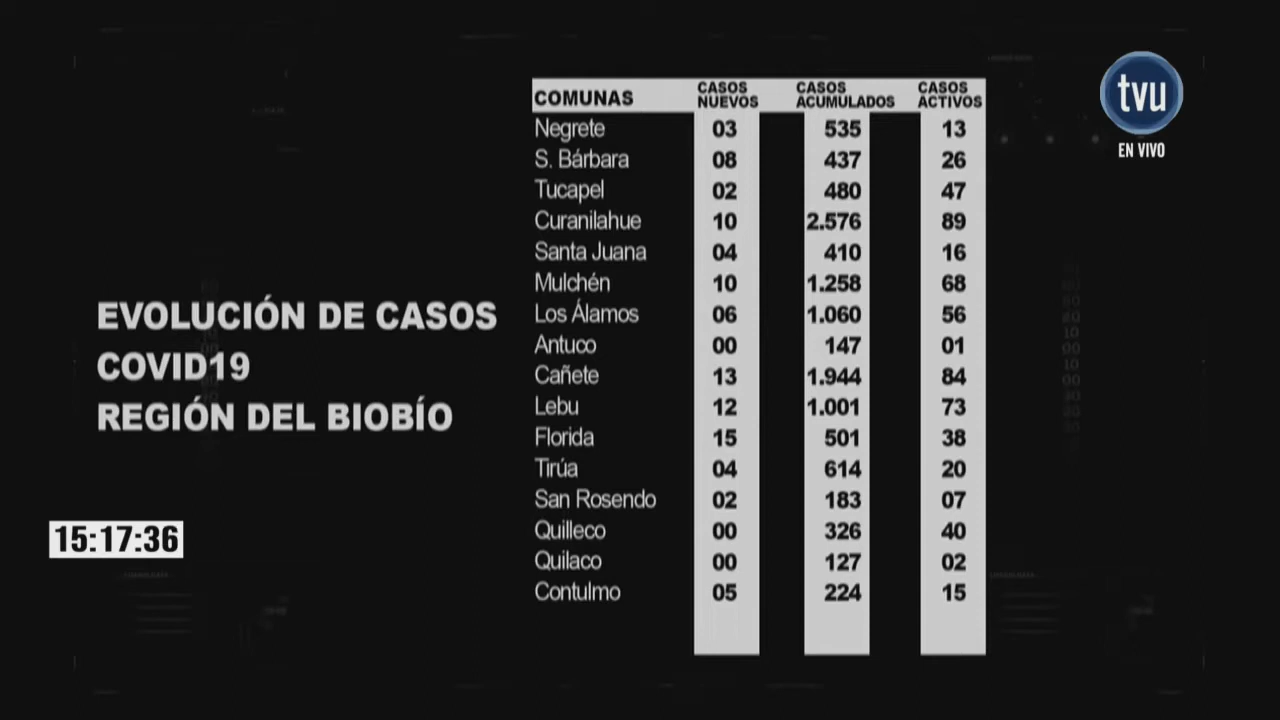 tvu
EN VIVO
COMUNAS CASOS NUEVOS CASOS ACUMULADOS CASOS ACTIVOS
Negrete 03 535 13
S. Bárbara 08 437 26
Tucapel 02 480 47
Curanilahue 10 2.576 89
Santa Juana 04 410 16
Mulchén 10 1.258 68
Los Álamos 06 1.060 56
Antuco 00 147 01
Cañete 13 1.944 84
Lebu 12 1.001 73
Florida 15 501 38
Tirúa 04 614 20
San Rosendo 02 183 07
Quilleco 00 326 40
Quilaco 00 127 02
Contulmo 05 224 15
EVOLUCIÓN DE CASOS
COVID19
REGIÓN DEL BIOBÍO
15:17:36